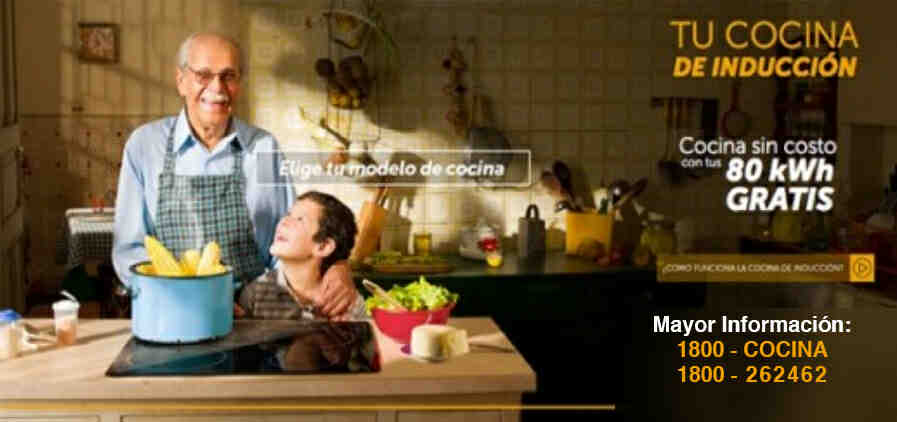 TU COCINA
DE INDUCCIÓN
Elige tu modelo de cocina
Cocina sin costo
con tus 80 kWh
GRATIS
¿COMO FUNCIONA LA COCINA DE INDUCCIÓN?
Mayor Información:
1800 - COCINA
1800 - 262462